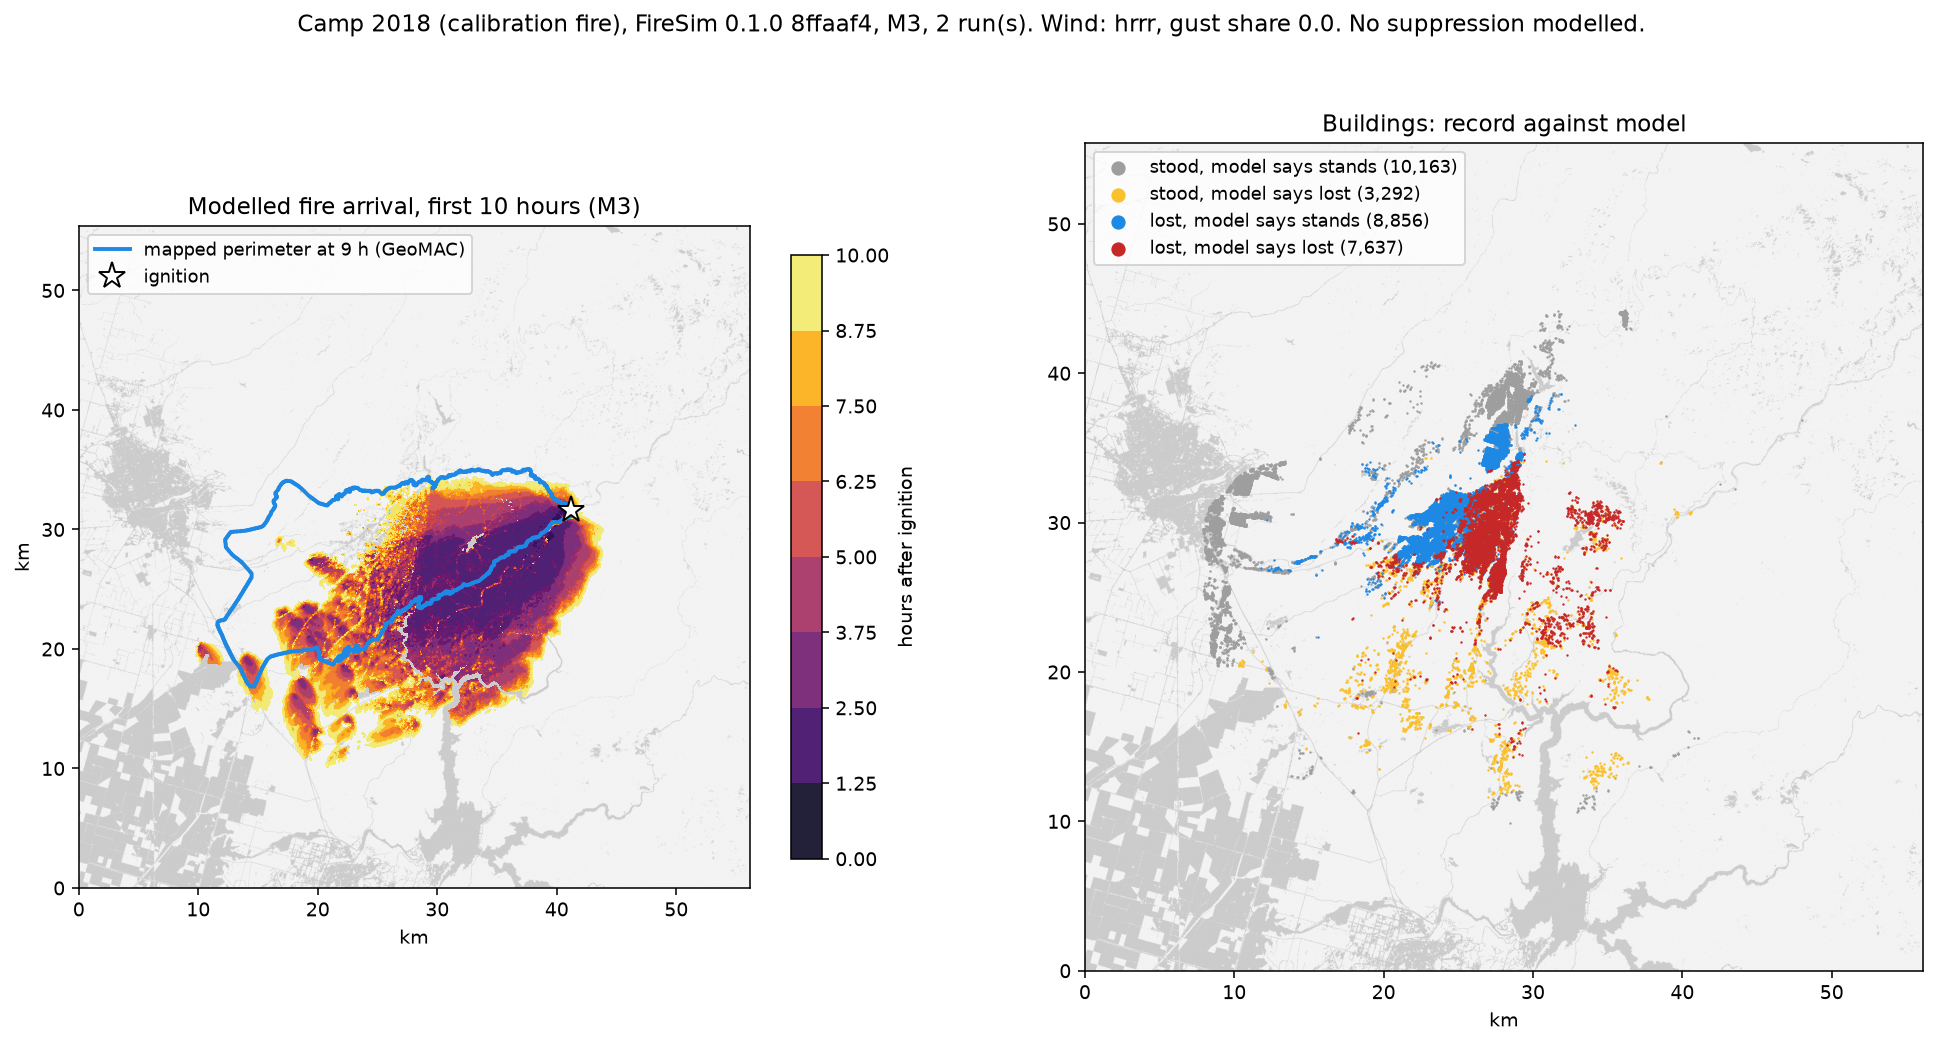 Camp 2018 (calibration fire), FireSim 0.1.0 8ffaaf4, M3, 2 run(s). Wind: hrrr, gust share 0.0. No suppression modelled.
Modelled fire arrival, first 10 hours (M3)
mapped perimeter at 9 h (GeoMAC)
ignition
50
40
30
20
10
0
km
0
10
20
30
40
50
km
10.00
8.75
7.50
6.25
5.00
3.75
2.50
1.25
0.00
hours after ignition
Buildings: record against model
stood, model says stands (10,163)
stood, model says lost (3,292)
lost, model says stands (8,856)
lost, model says lost (7,637)
50
40
30
20
10
0
km
0
10
20
30
40
50
km